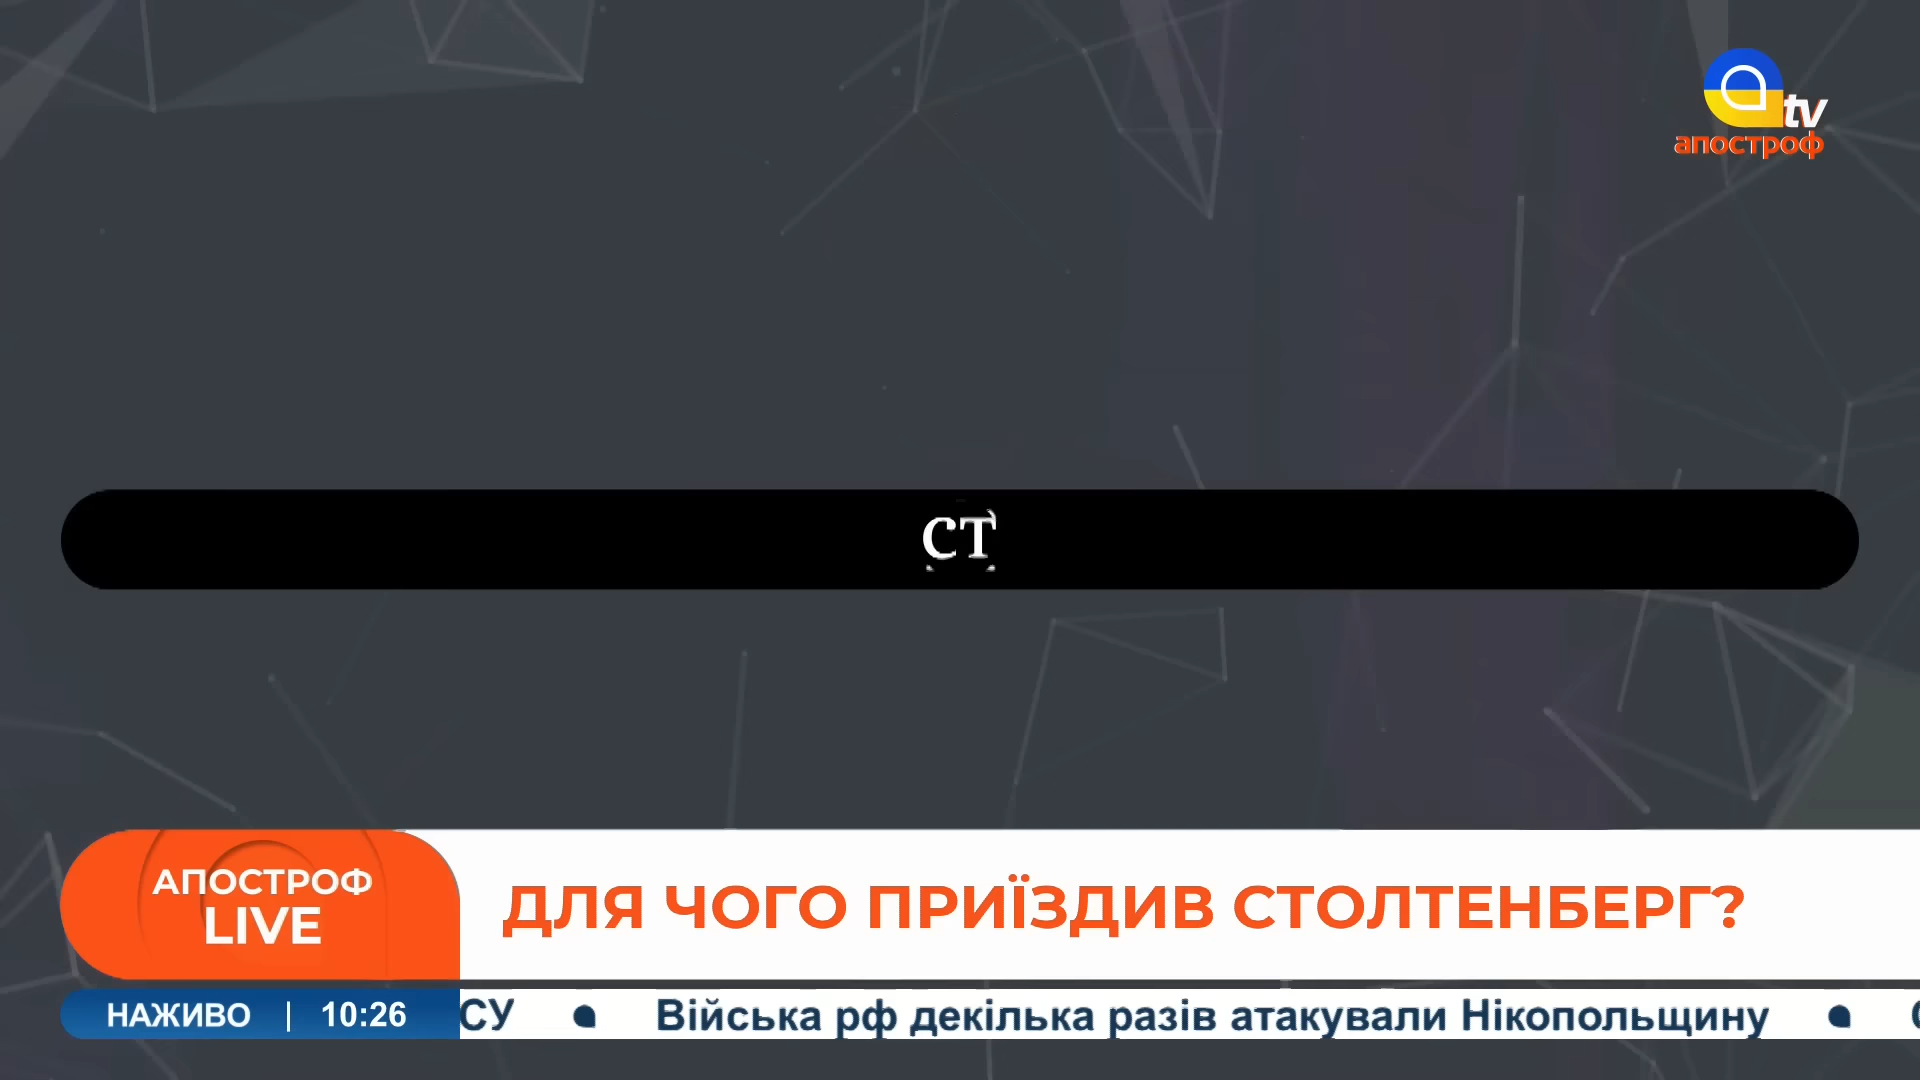 tv
апостроф
СТ
АПОСТРОФ
LIVE
ДЛЯ ЧОГО ПРИЇЗДИВ СТОЛТЕНБЕРГ?
НАЖИВО | 10:26
СУ • Війська рф декілька разів атакували Нікопольщину •